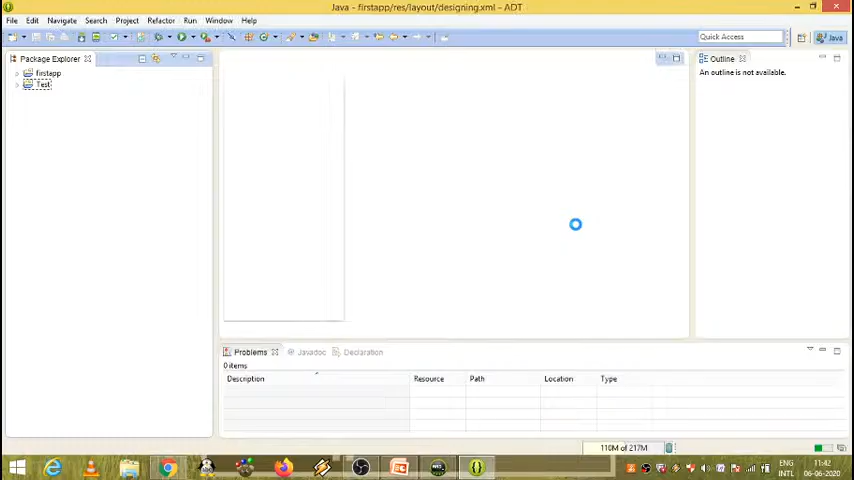 Java - firstapp/res/layout/designing.xml - ADT
File Edit Navigate Search Project Refactor Run Window Help
Quick Access
Java
Package Explorer
firstapp
Test
Outline
An outline is not available.
Problems Javadoc Declaration
0 items
Description Resource Path Location Type
110M of 217M
ENG 11:42
INTL 06-06-2020